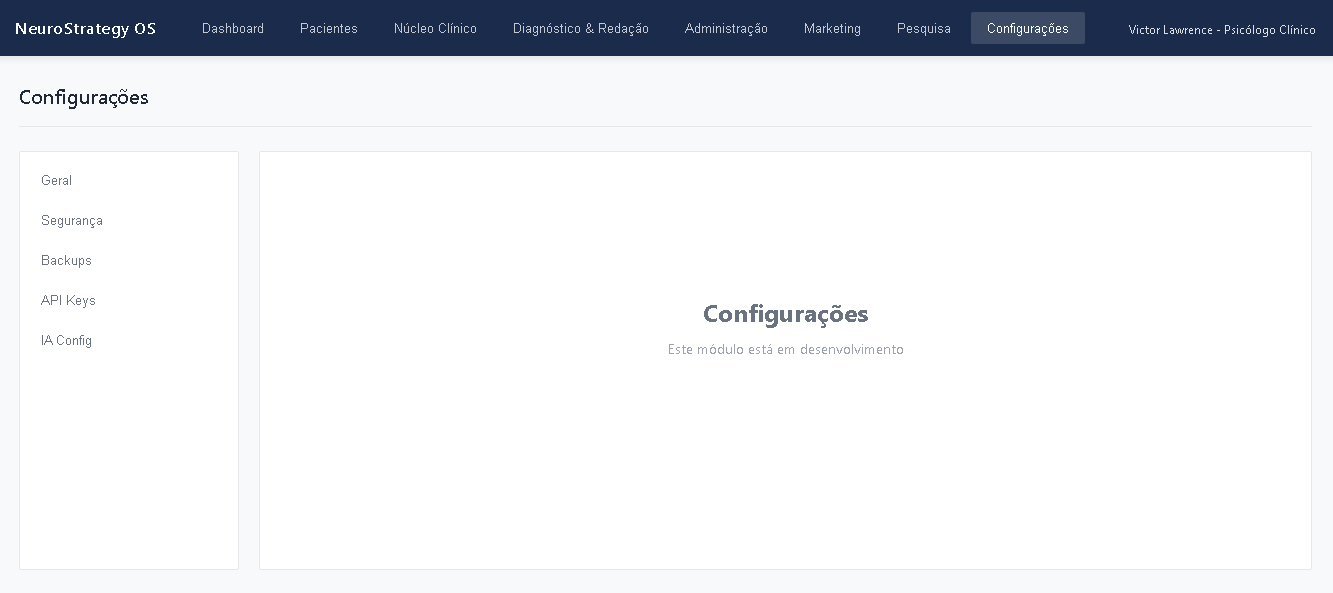 NeuroStrategy OS Dashboard Pacientes Núcleo Clínico Diagnóstico & Redação Administração Marketing Pesquisa Configurações Victor Lawrence - Psicólogo Clínico
Configurações
Geral
Segurança
Backups
API Keys
IA Config
Configurações
Este módulo está em desenvolvimento